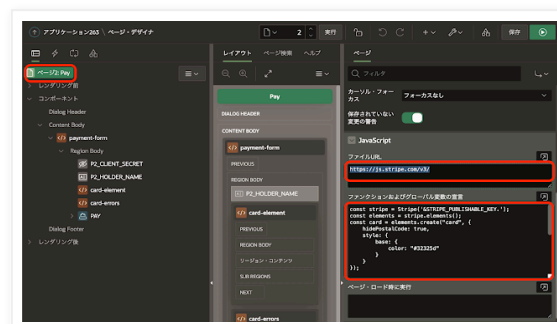 アプリケーション263 \ ページ・デザイナ
2
実行
保存
レイアウト
ページ検索
ヘルプ
ページ
ページ2: Pay
レンダリング前
コンポーネント
Dialog Header
Content Body
payment-form
Region Body
P2_CLIENT_SECRET
P2_HOLDER_NAME
card-element
card-errors
PAY
Dialog Footer
レンダリング後
Pay
DIALOG HEADER
CONTENT BODY
payment-form
PREVIOUS
REGION BODY
P2_HOLDER_NAME
card-element
PREVIOUS
REGION BODY
リージョン・コンテンツ
SUB REGIONS
NEXT
card-errors
フィルタ
カーソル・フォー
カス
フォーカスなし
保存されていない
変更の警告
JavaScript
ファイルURL
https://js.stripe.com/v3/
ファンクションおよびグローバル変数の宣言
const stripe = Stripe('&STRIPE_PUBLISHABLE_KEY.');
const elements = stripe.elements();
const card = elements.create("card", {
hidePostalCode: true,
style: {
base: {
color: "#32325d"
}
}
});
ページ・ロード時に実行